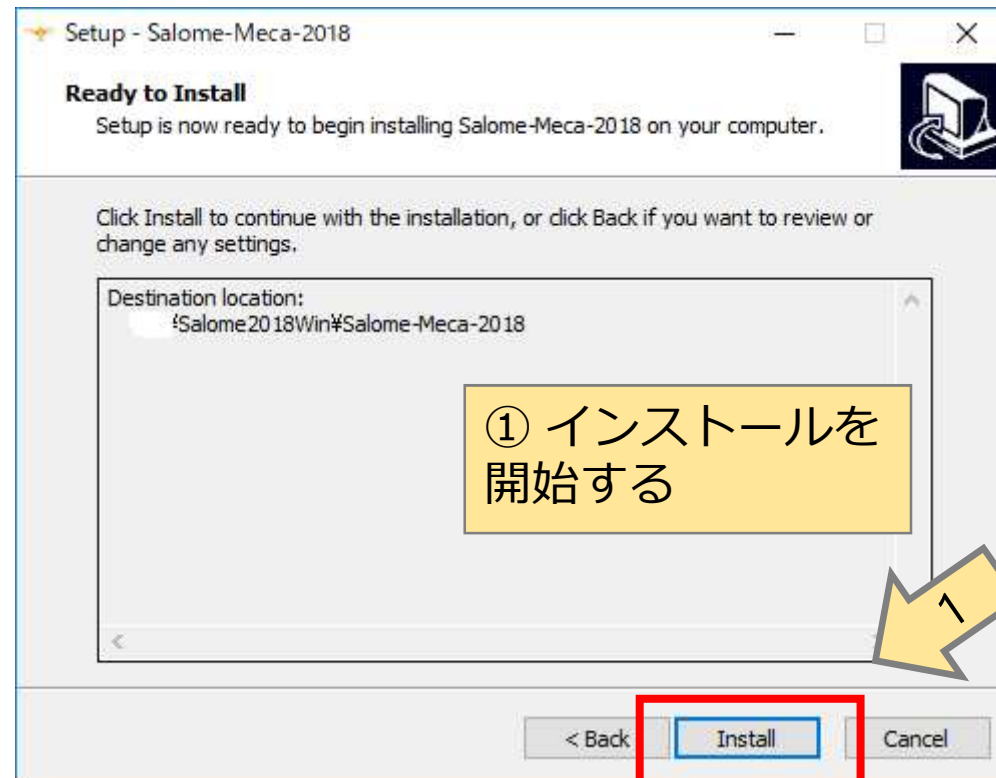 Setup - Salome-Meca-2018
Ready to Install
Setup is now ready to begin installing Salome-Meca-2018 on your computer.
Click Install to continue with the installation, or click Back if you want to review or
change any settings.
Destination location:
Salome2018Win¥Salome-Meca-2018
① インストールを
開始する
1
< Back
Install
Cancel